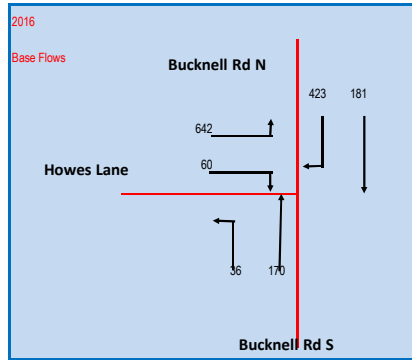 2016
Base Flows
Bucknell Rd N
423 181
642
60
Howes Lane
36 170
Bucknell Rd S